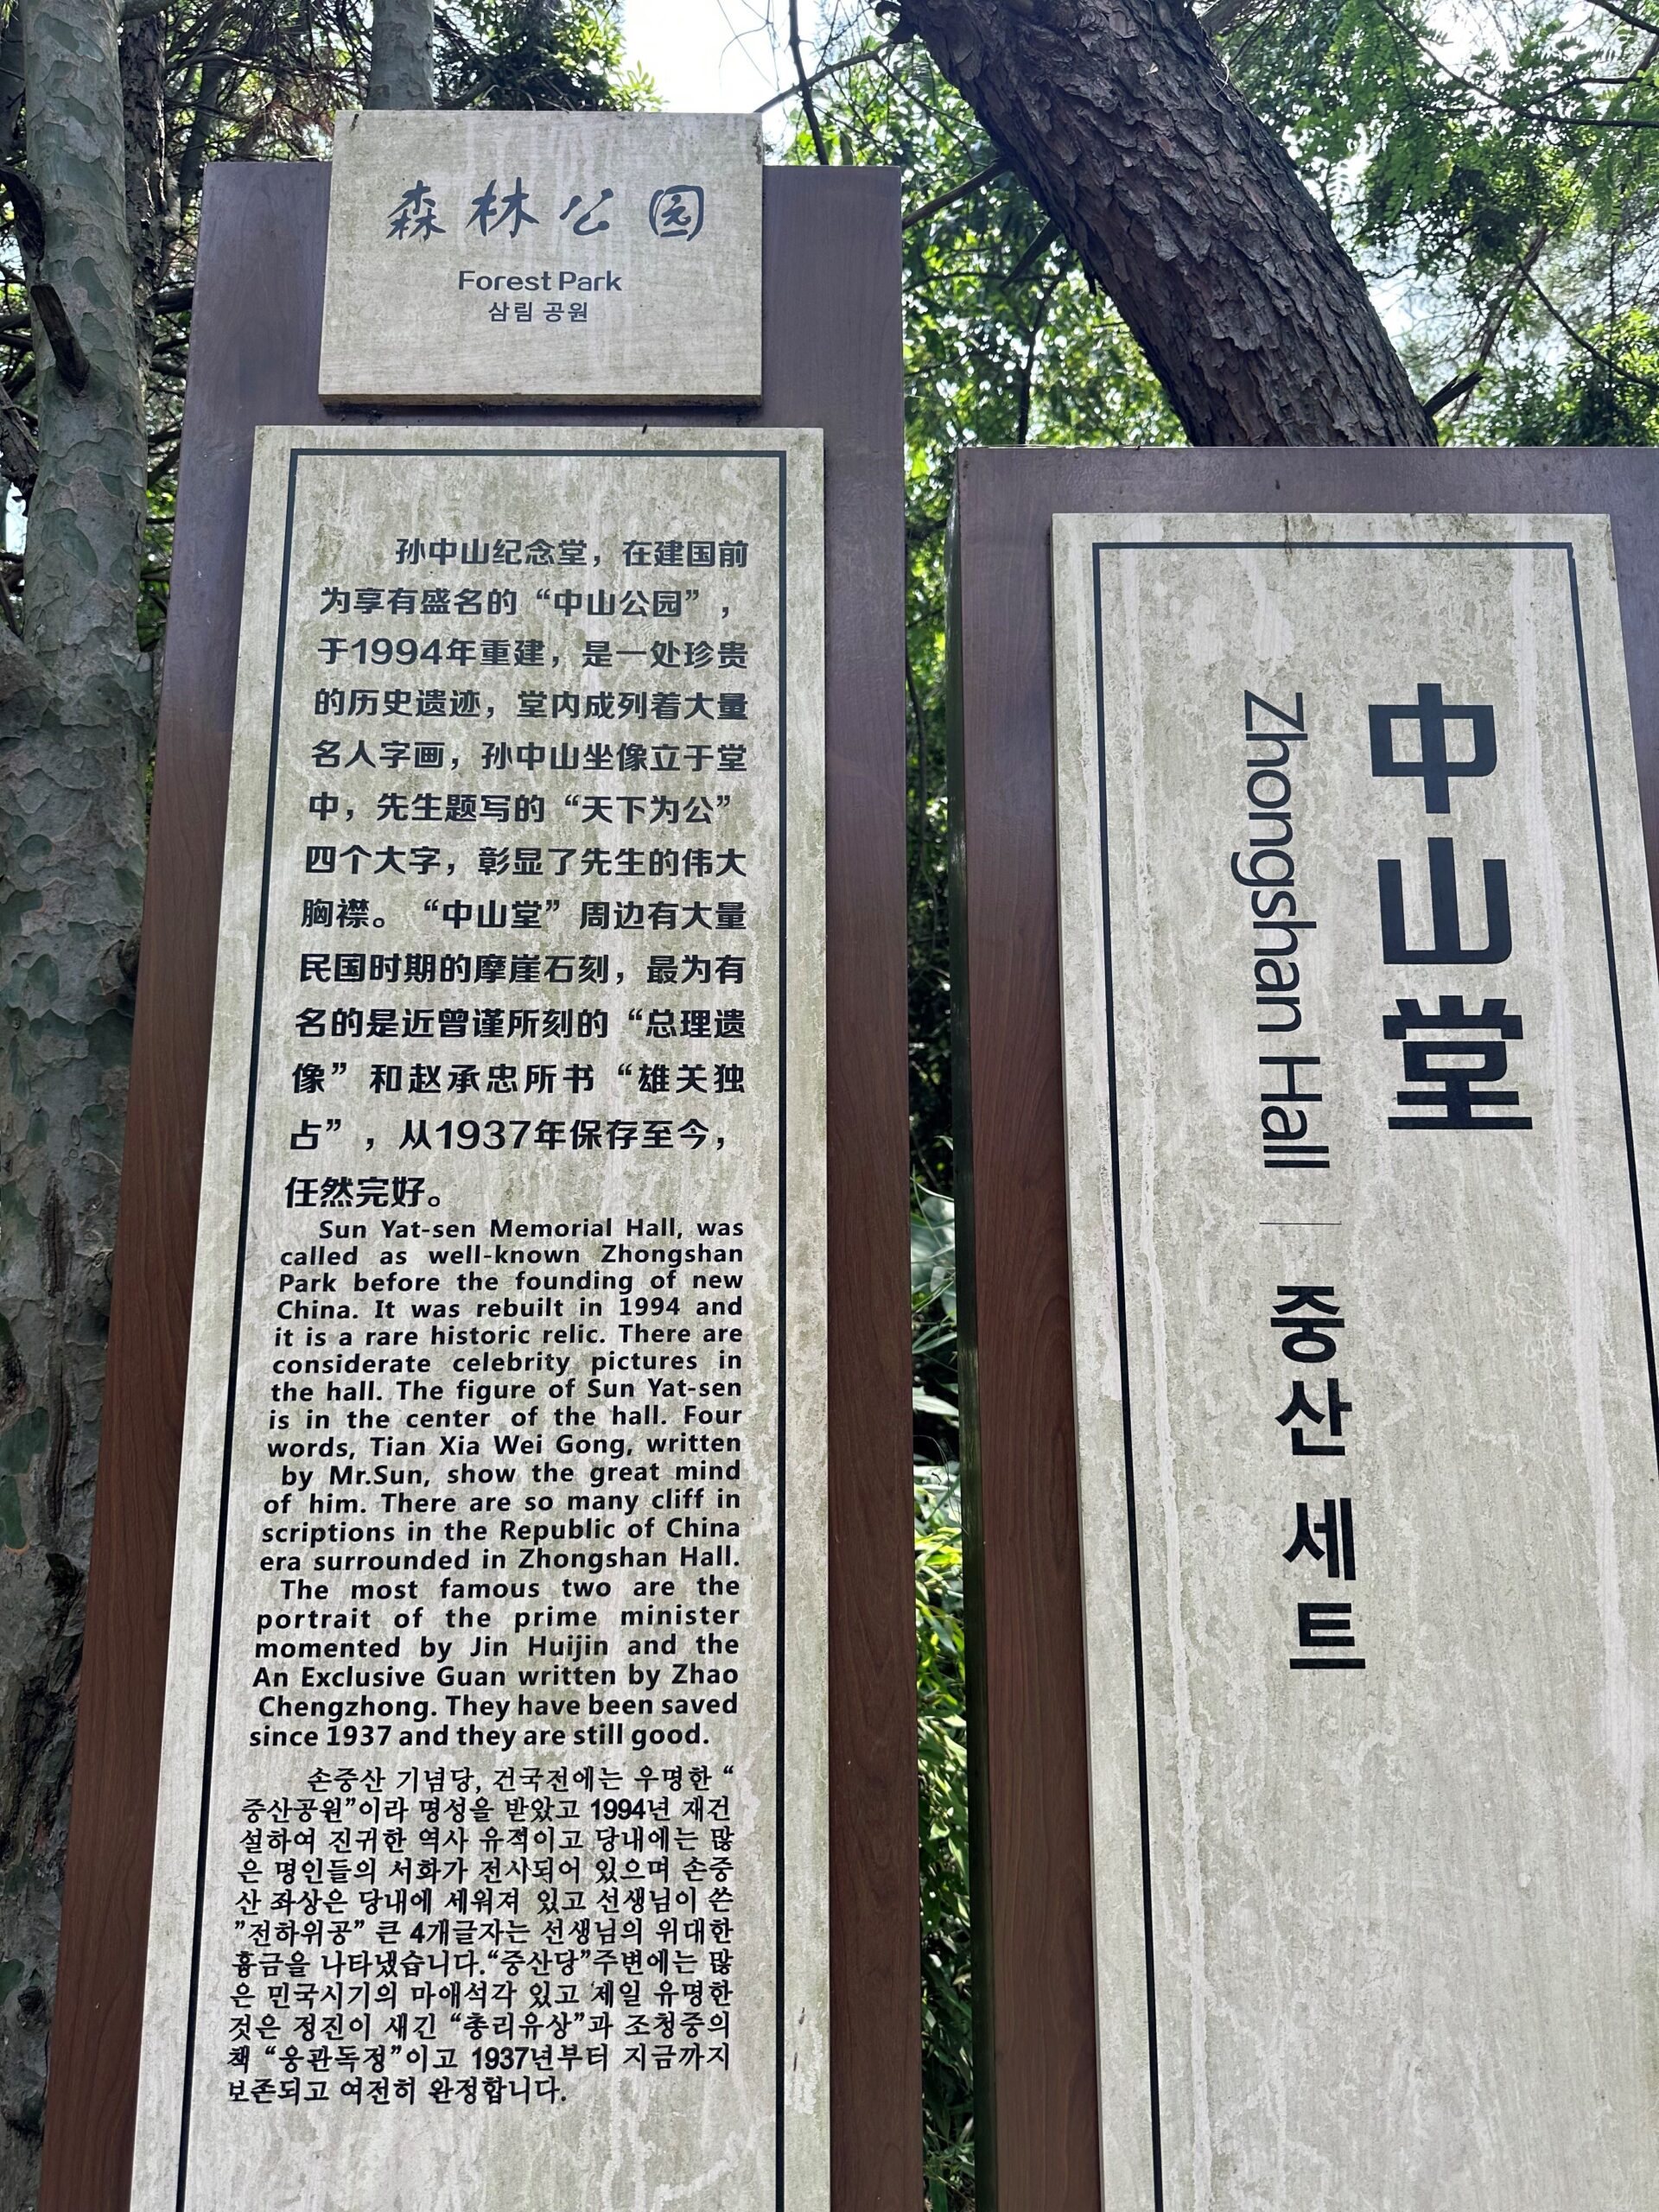 森林公园
Forest Park
삼림 공원
孙中山纪念堂，在建国前
为享有盛名的“中山公园”，
于1994年重建，是一处珍贵
的历史遗迹，堂内成列着大量
名人字画，孙中山坐像立于堂
中，先生题写的“天下为公”
四个大字，彰显了先生的伟大
胸襟。“中山堂”周边有大量
民国时期的摩崖石刻，最为有
名的是近曾谨所刻的“总理遗
像”和赵承忠所书“雄关独
占”，从1937年保存至今，
任然完好。
Sun Yat-sen Memorial Hall, was
called as well-known Zhongshan
Park before the founding of new
China. It was rebuilt in 1994 and
it is a rare historic relic. There are
considerate celebrity pictures in
the hall. The figure of Sun Yat-sen
is in the center of the hall. Four
words, Tian Xia Wei Gong, written
by Mr.Sun, show the great mind
of him. There are so many cliff in
scriptions in the Republic of China
era surrounded in Zhongshan Hall.
The most famous two are the
portrait of the prime minister
momented by Jin Huijin and the
An Exclusive Guan written by Zhao
Chengzhong. They have been saved
since 1937 and they are still good.
손중산 기념당, 건국전에는 우명한 “
중산공원”이라 명성을 받았고 1994년 재건
설하여 진귀한 역사 유적이고 당내에는 많
은 명인들의 서화가 전사되어 있으며 손중
산 좌상은 당내에 세워져 있고 선생님이 쓴
”전하위공” 큰 4개글자는 선생님의 위대한
흉금을 나타냈습니다.“중산당”주변에는 많
은 민국시기의 마애석각 있고 제일 유명한
것은 정진이 새긴 “총리유상”과 조청중의
책 “웅관독정”이고 1937년부터 지금까지
보존되고 여전히 완정합니다.
中山堂
Zhongshan Hall
중산 세트